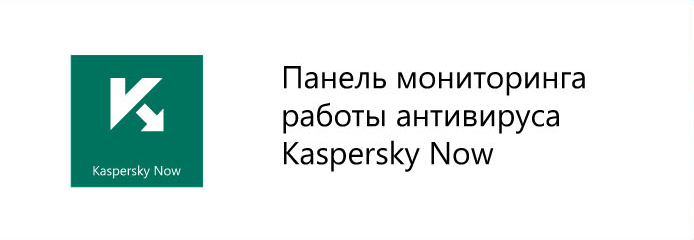 Kaspersky Now
Панель мониторинга
работы антивируса
Kaspersky Now